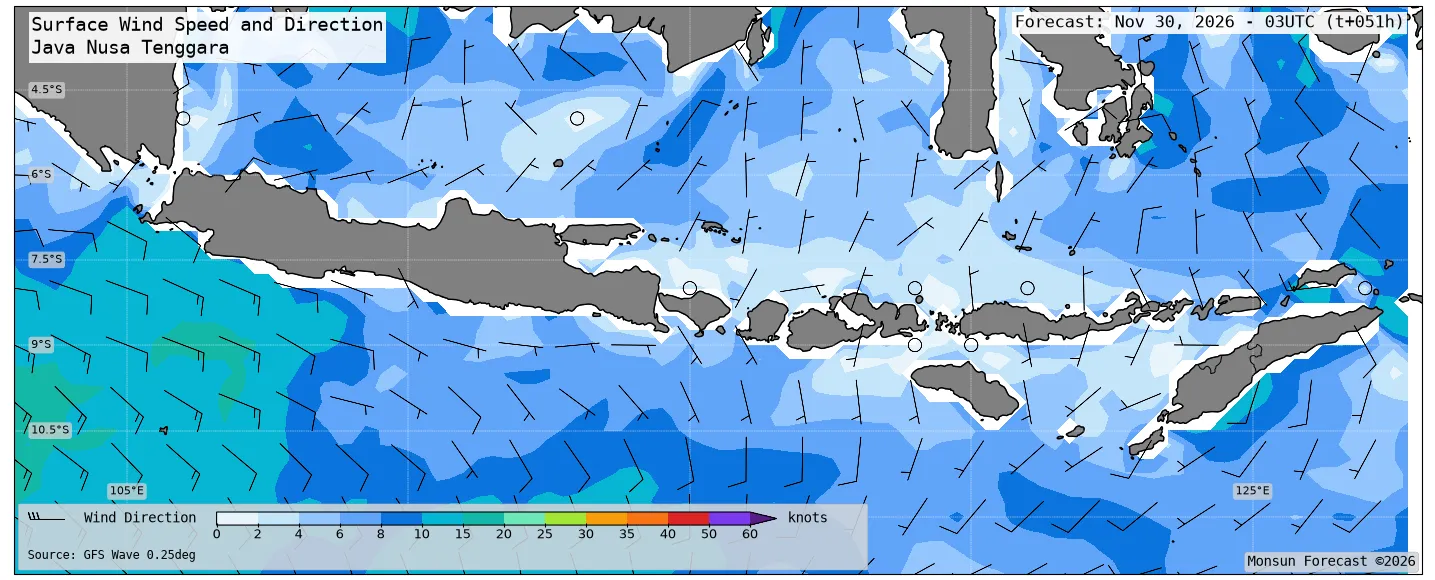 Surface Wind Speed and Direction
Java Nusa Tenggara
Forecast: Nov 30, 2026 - 03UTC (t+051h)
4.5°S
6°S
7.5°S
9°S
10.5°S
105°E
125°E
Wind Direction
0 2 4 6 8 10 15 20 25 30 35 40 50 60
knots
Source: GFS Wave 0.25deg
Monsun Forecast ©2026